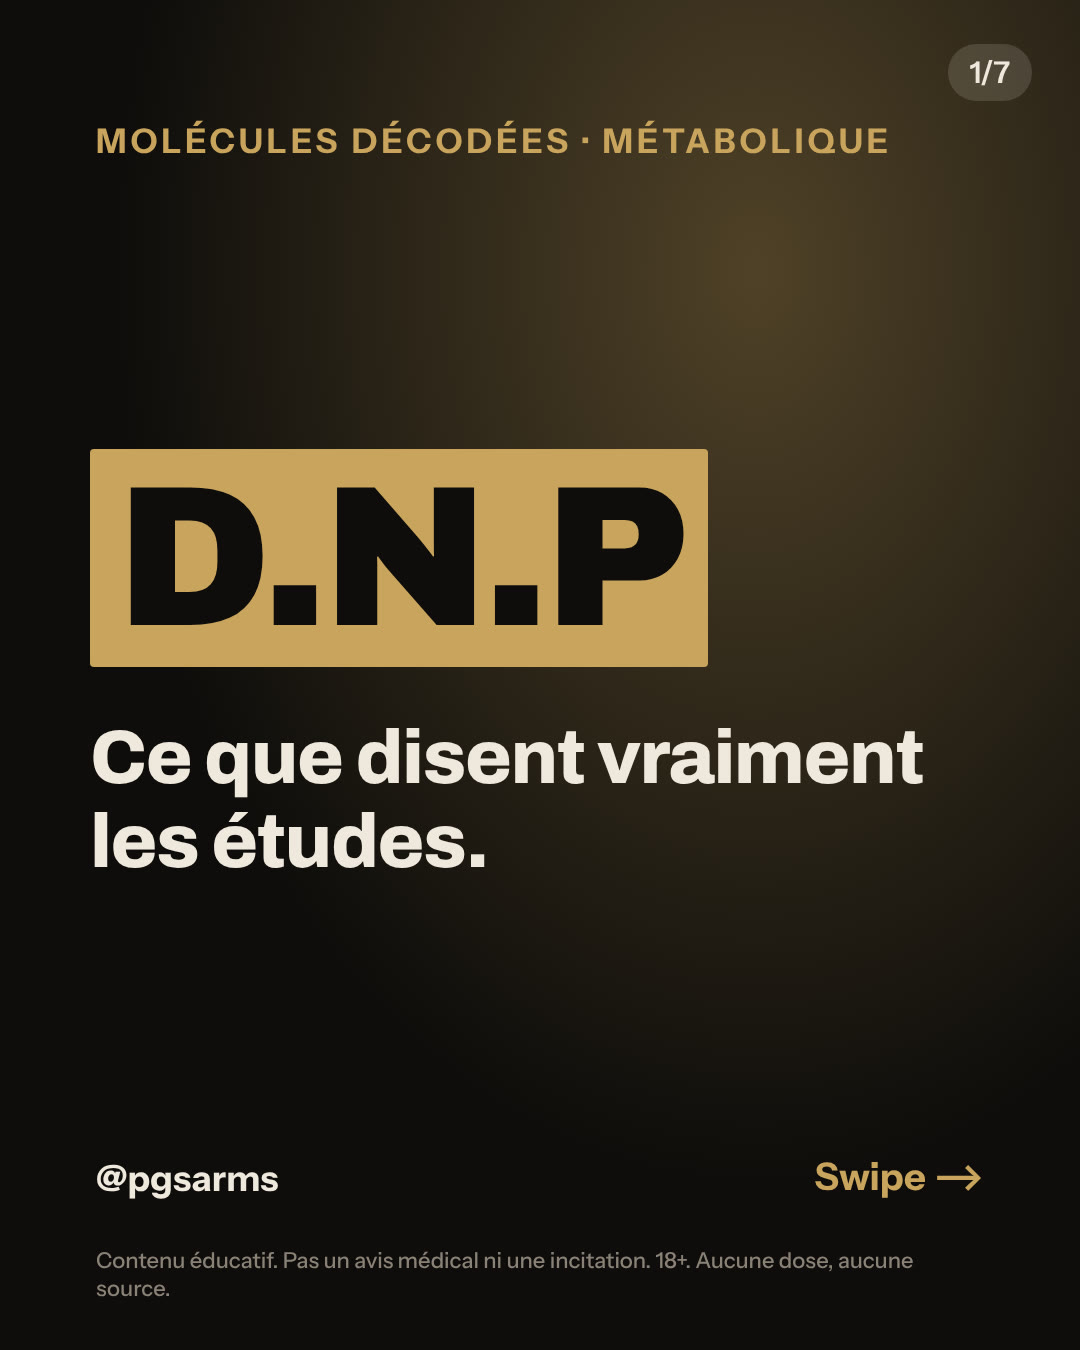 1/7
MOLÉCULES DÉCODÉES · MÉTABOLIQUE
D.N.P
Ce que disent vraiment
les études.
@pgsarms
Swipe →
Contenu éducatif. Pas un avis médical ni une incitation. 18+. Aucune dose, aucune
source.